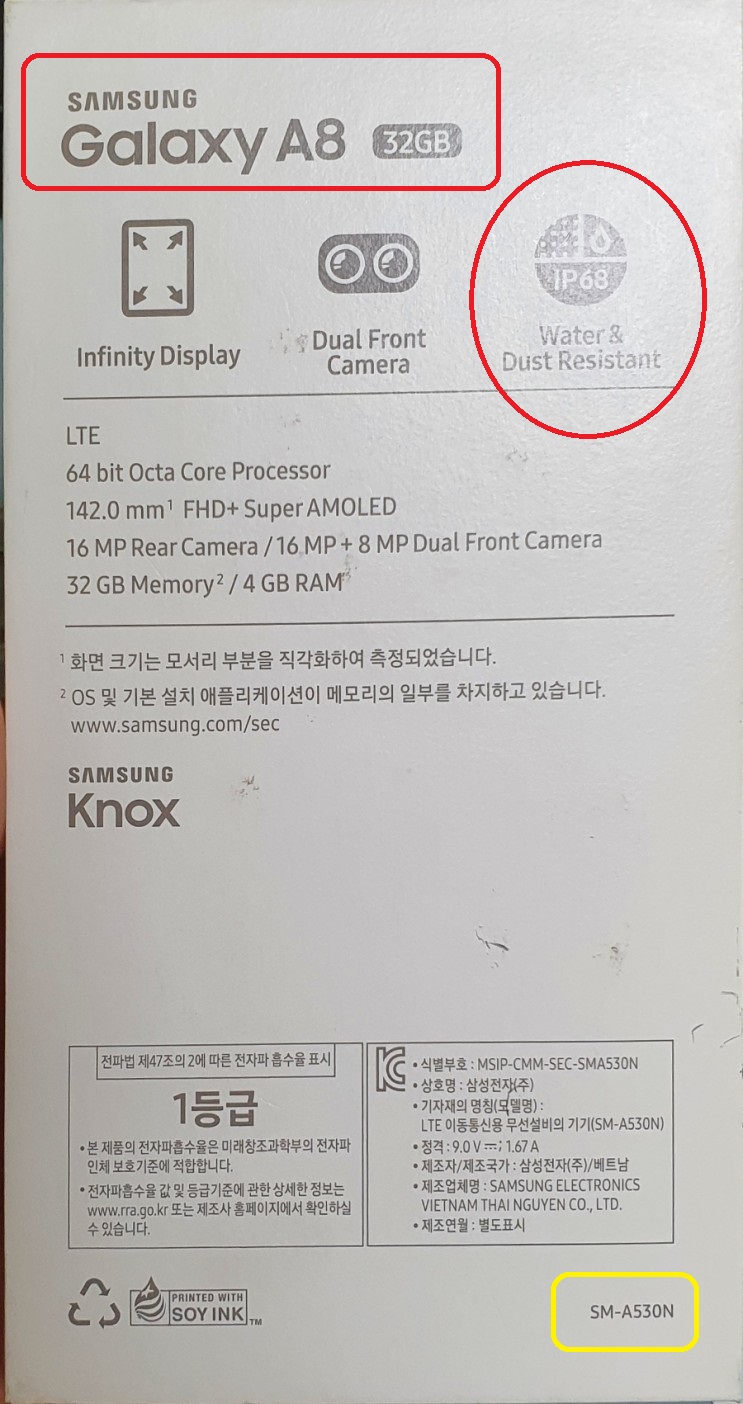 SAMSUNG
Galaxy A8 32GB
IP68
Infinity Display
Dual Front
Camera
Water &
Dust Resistant
LTE
64 bit Octa Core Processor
142.0 mm¹ FHD+ Super AMOLED
16 MP Rear Camera / 16 MP + 8 MP Dual Front Camera
32 GB Memory² / 4 GB RAM²
¹ 화면 크기는 모서리 부분을 직각화하여 측정되었습니다.
² OS 및 기본 설치 애플리케이션이 메모리의 일부를 차지하고 있습니다.
www.samsung.com/sec
SAMSUNG
Knox
전파법 제47조의 2에 따른 전자파 흡수율 표시
1등급
• 본 제품의 전자파흡수율은 미래창조과학부의 전자파
인체 보호기준에 적합합니다.
• 전자파흡수율 값 및 등급기준에 관한 상세한 정보는
www.rra.go.kr 또는 제조사 홈페이지에서 확인하실
수 있습니다.
• 식별부호 : MSIP-CMM-SEC-SMA530N
• 상호명 : 삼성전자(주)
• 기자재의 명칭(모델명) :
LTE 이동통신용 무선설비의 기기(SM-A530N)
• 정격 : 9.0 V ⎓; 1.67 A
• 제조자/제조국가 : 삼성전자(주)/베트남
• 제조업체명 : SAMSUNG ELECTRONICS
VIETNAM THAI NGUYEN CO., LTD.
• 제조연월 : 별도표시
PRINTED WITH
SOY INK TM
SM-A530N